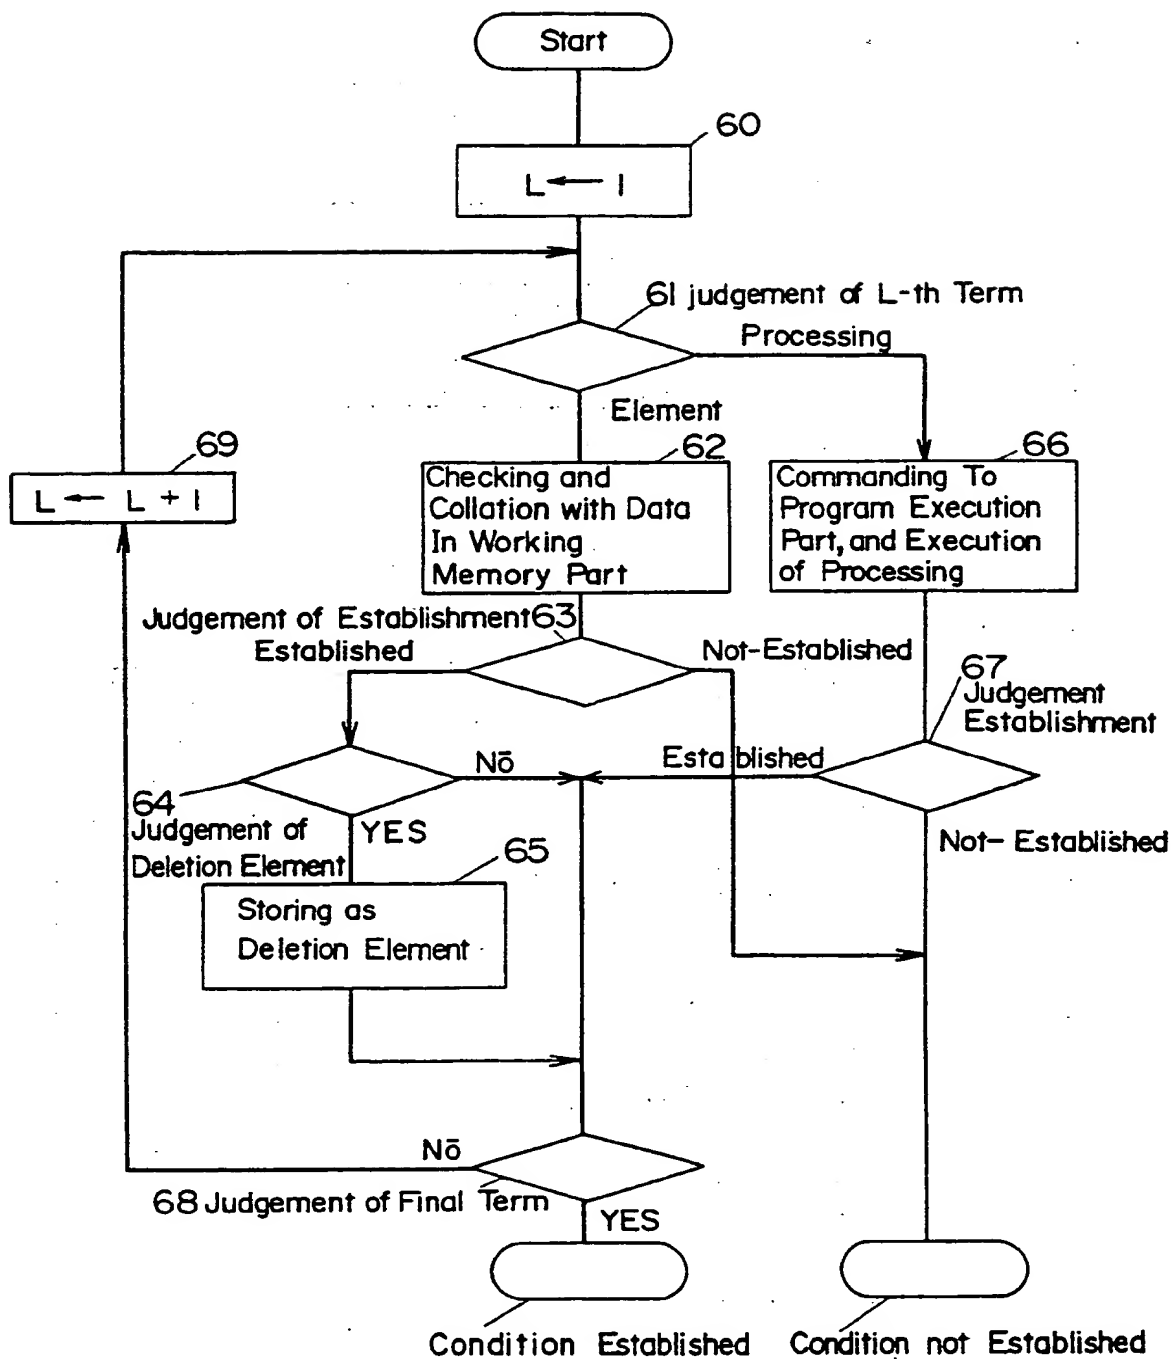 Start
60
L ← 1
61 judgement of L-th Term
Processing
Element
69
L ← L + 1
62
Checking and
Collation with Data
In Working
Memory Part
66
Commanding To
Program Execution
Part, and Execution
of Processing
Judgement of Establishment 63
Established
Not-Established
67
Judgement
Establishment
No
Established
64
Judgement of
Deletion Element
YES
Not- Established
65
Storing as
Deletion Element
No
68 Judgement of Final Term
YES
Condition Established
Condition not Established